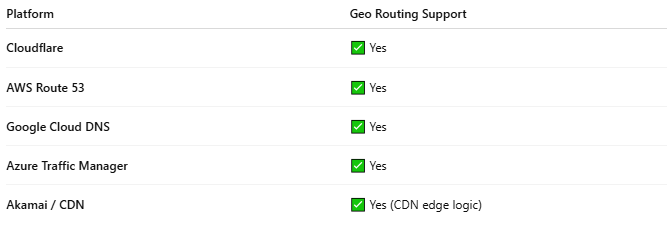 Platform Geo Routing Support
Cloudflare ✅ Yes
AWS Route 53 ✅ Yes
Google Cloud DNS ✅ Yes
Azure Traffic Manager ✅ Yes
Akamai / CDN ✅ Yes (CDN edge logic)